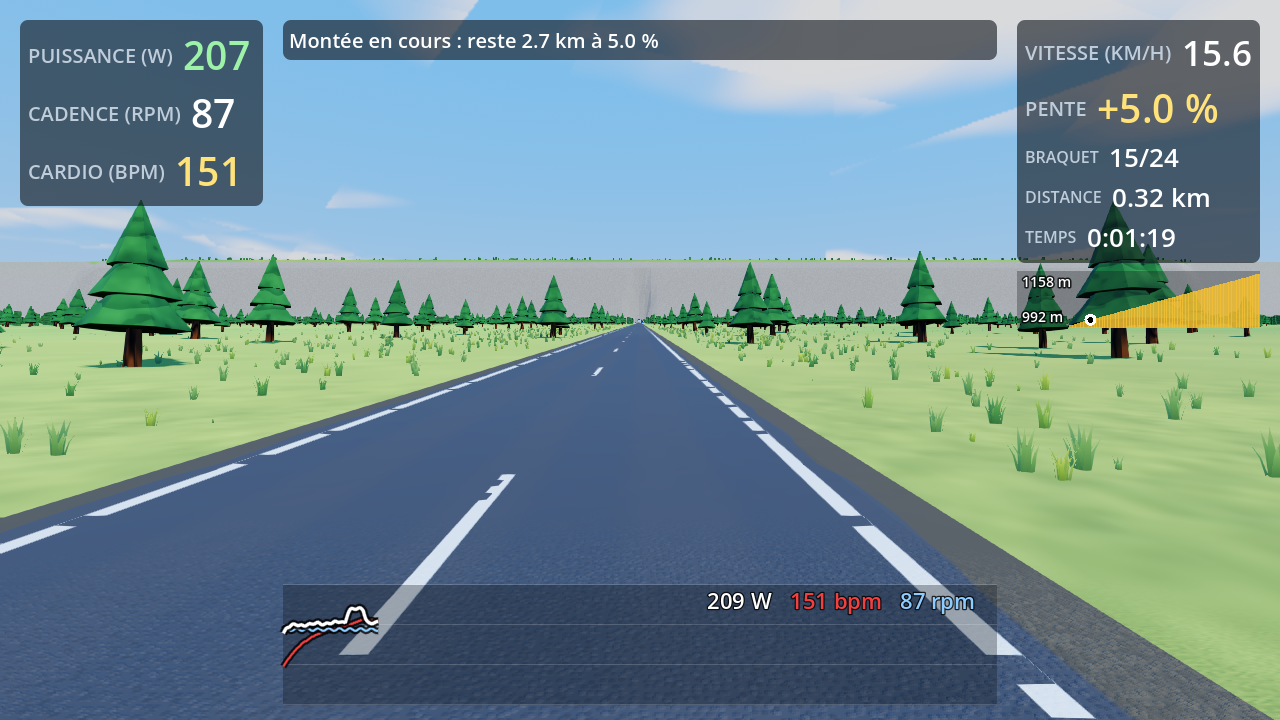 PUISSANCE (W) 207
CADENCE (RPM) 87
CARDIO (BPM) 151
Montée en cours : reste 2.7 km à 5.0 %
VITESSE (KM/H) 15.6
PENTE +5.0 %
BRAQUET 15/24
DISTANCE 0.32 km
TEMPS 0:01:19
1158 m
992 m
209 W 151 bpm 87 rpm